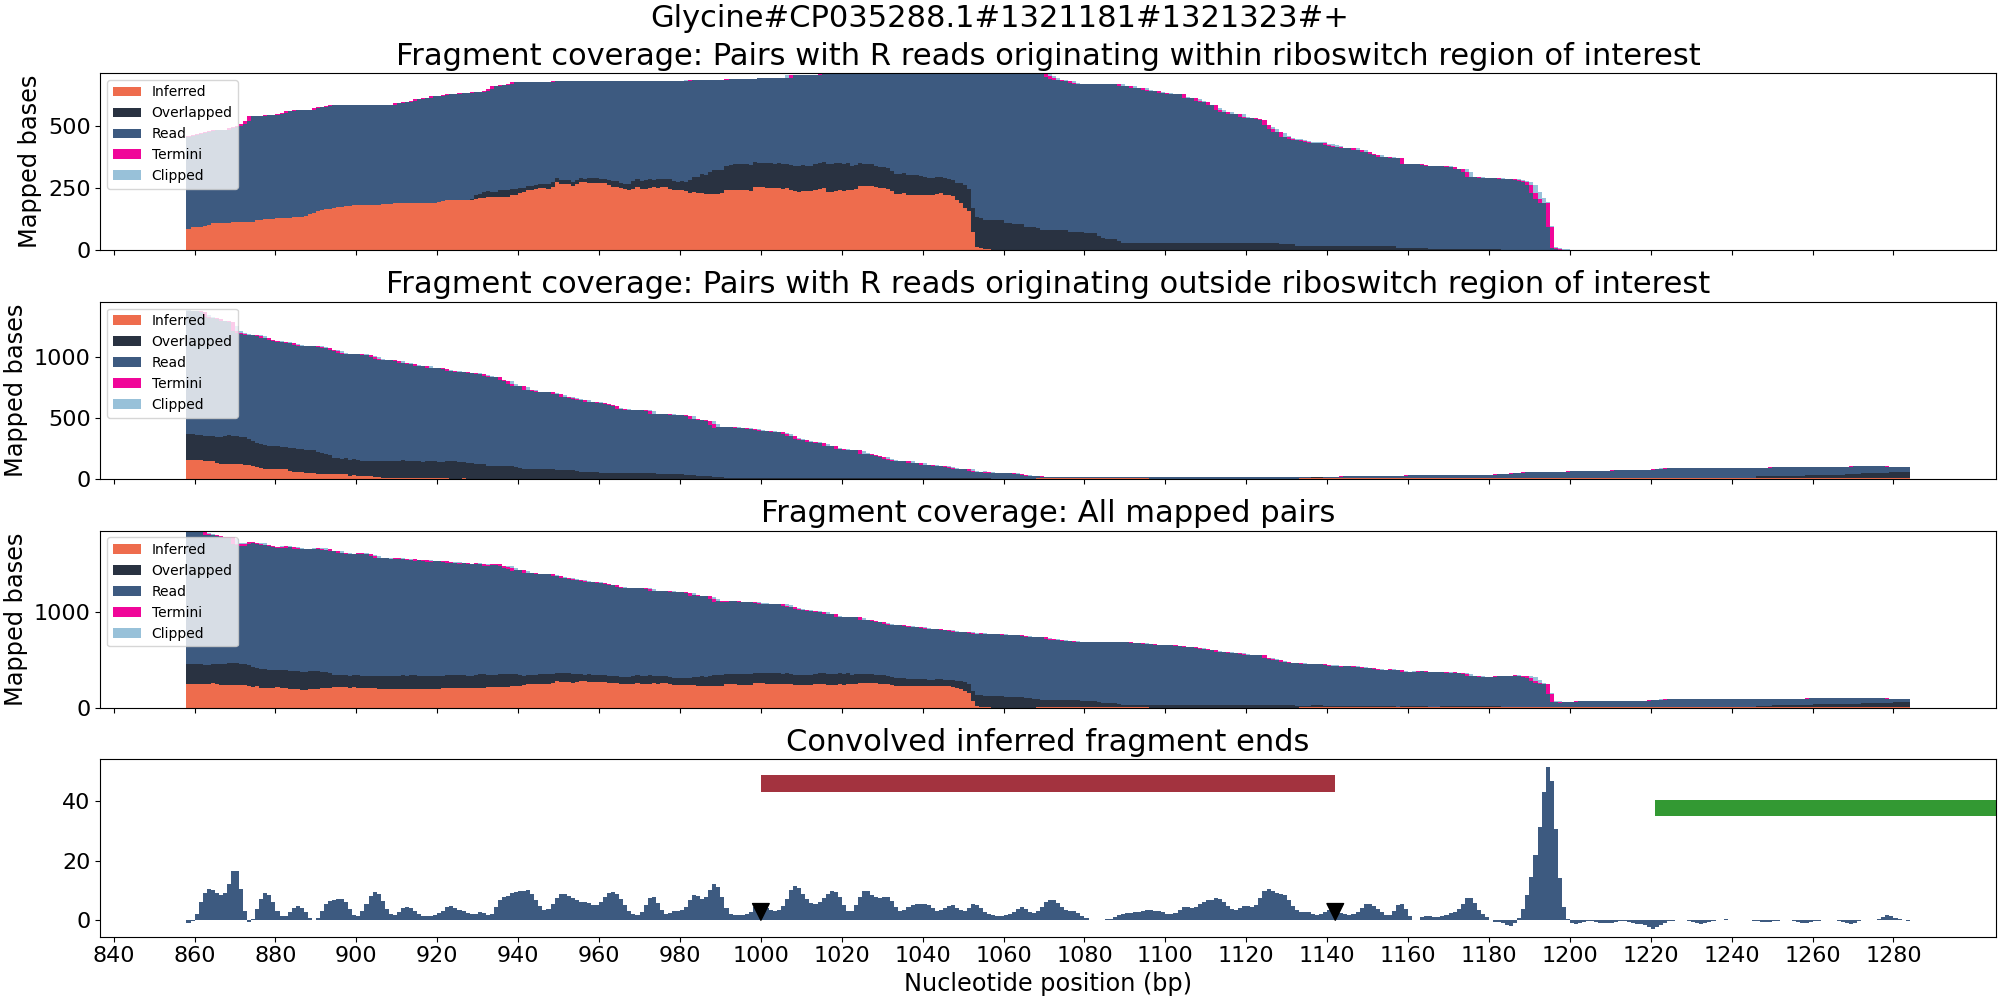 Glycine#CP035288.1#1321181#1321323#+
Fragment coverage: Pairs with R reads originating within riboswitch region of interest
Mapped bases
500
250
0
Inferred
Overlapped
Read
Termini
Clipped
Fragment coverage: Pairs with R reads originating outside riboswitch region of interest
Mapped bases
1000
500
0
Inferred
Overlapped
Read
Termini
Clipped
Fragment coverage: All mapped pairs
Mapped bases
1000
0
Inferred
Overlapped
Read
Termini
Clipped
Convolved inferred fragment ends
40
20
0
840 860 880 900 920 940 960 980 1000 1020 1040 1060 1080 1100 1120 1140 1160 1180 1200 1220 1240 1260 1280
Nucleotide position (bp)